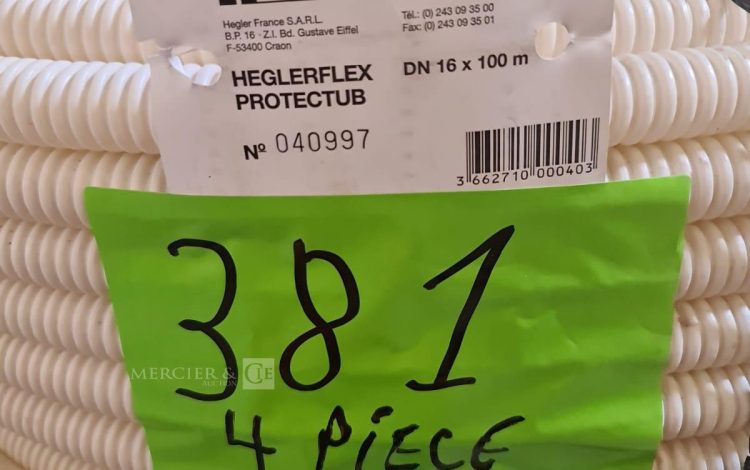 Hegler France S.A.R.L.
B.P. 16 - Z.I. Bd. Gustave Eiffel
F-53400 Craon
Tél.: (0) 243 09 35 00
Fax: (0) 243 09 35 01
HEGLERFLEX
PROTECTUB
DN 16 x 100 m
Nº 040997
3 662710 000403
381
MERCIER & CIE
AUCTION
4 PiECE